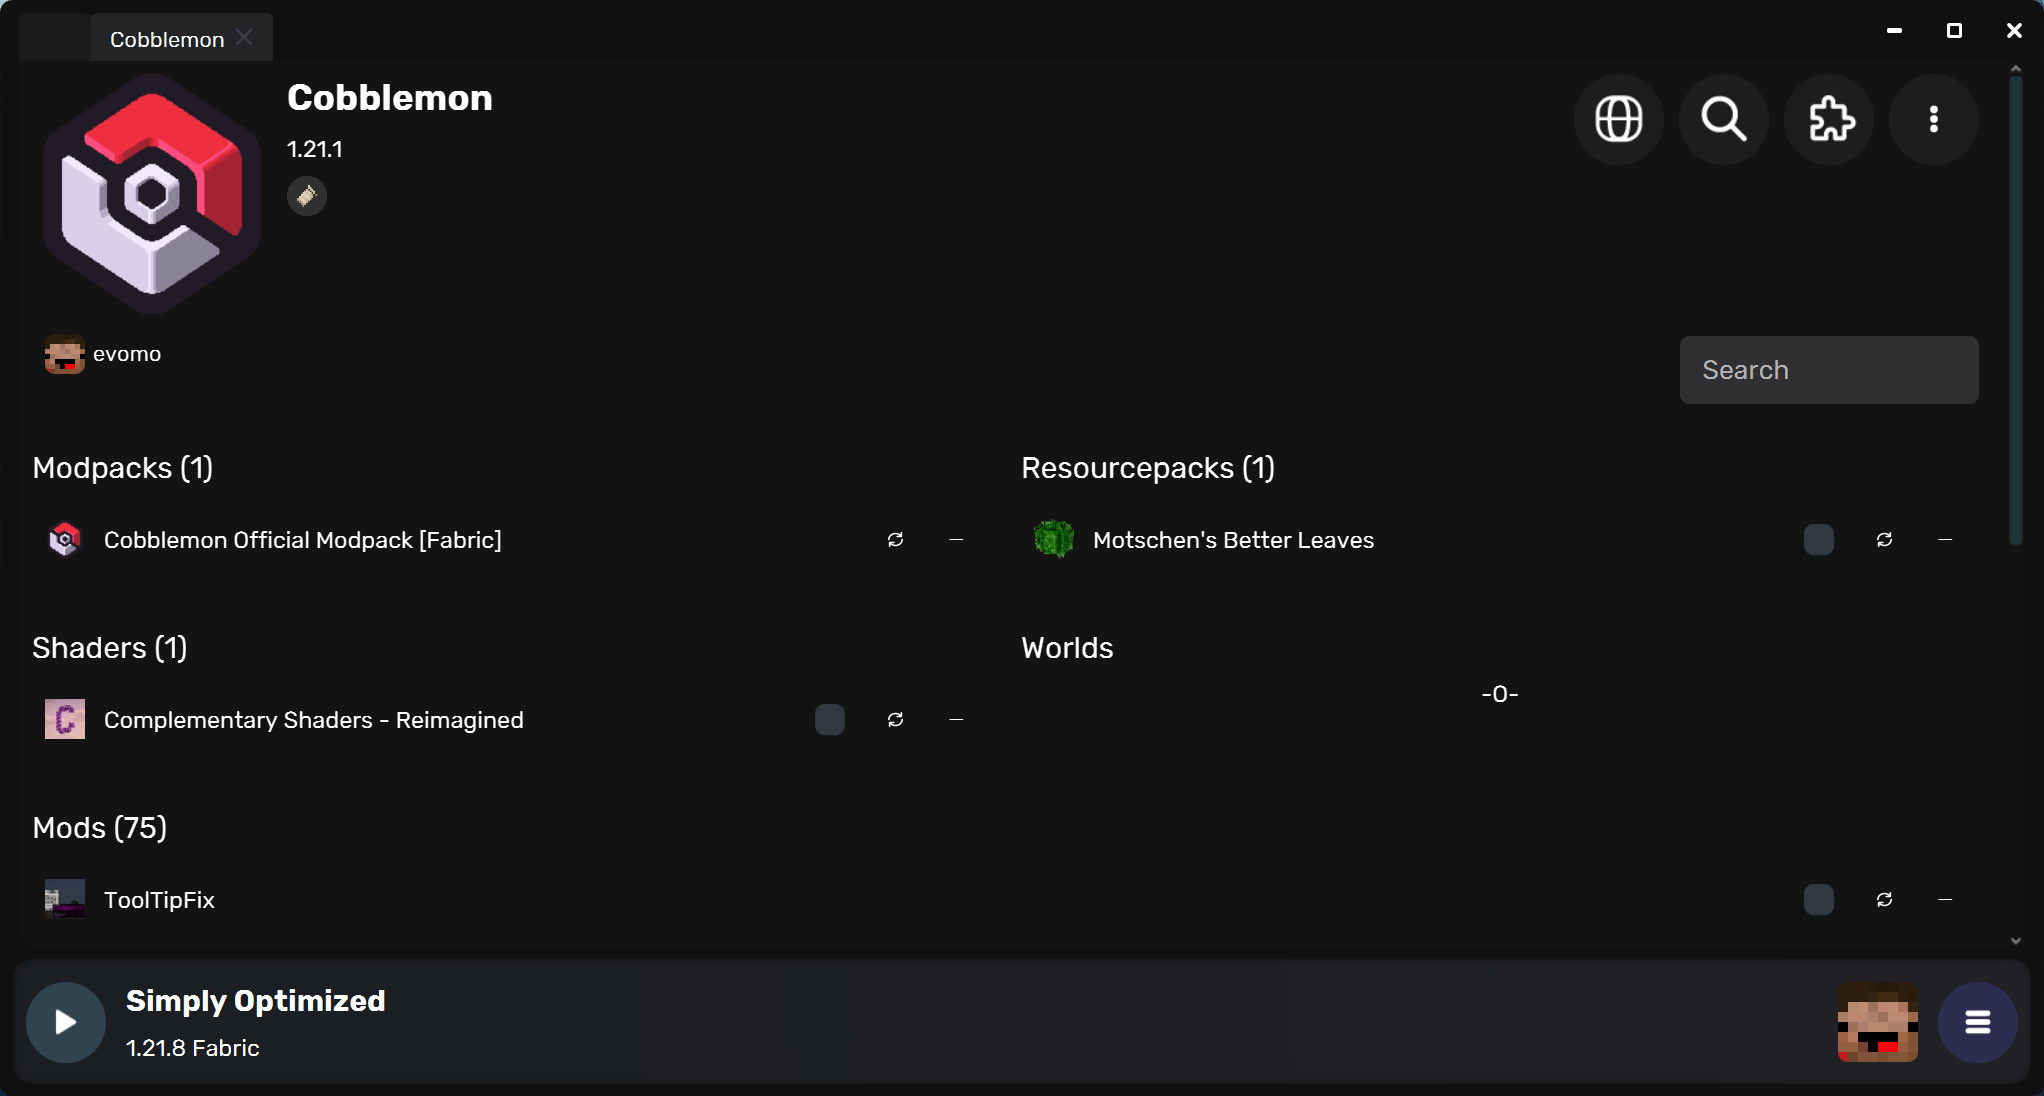 Cobblemon
Cobblemon
1.21.1
evomo
Search
Modpacks (1)
Resourcepacks (1)
Cobblemon Official Modpack [Fabric]
Motschen's Better Leaves
Shaders (1)
Worlds
-0-
Complementary Shaders - Reimagined
Mods (75)
ToolTipFix
Simply Optimized
1.21.8 Fabric